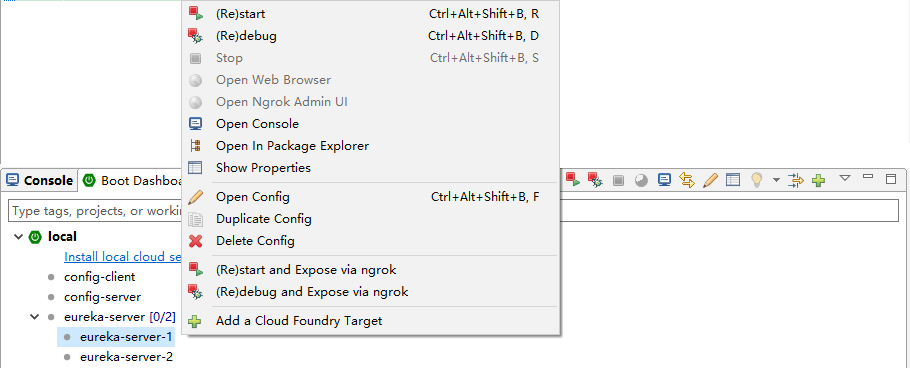 (Re)start Ctrl+Alt+Shift+B, R
(Re)debug Ctrl+Alt+Shift+B, D
Stop Ctrl+Alt+Shift+B, S
Open Web Browser
Open Ngrok Admin UI
Open Console
Open In Package Explorer
Show Properties
Open Config Ctrl+Alt+Shift+B, F
Duplicate Config
Delete Config
(Re)start and Expose via ngrok
(Re)debug and Expose via ngrok
Add a Cloud Foundry Target
Console Boot Dashboa
Type tags, projects, or workin
local
Install local cloud se
config-client
config-server
eureka-server [0/2]
eureka-server-1
eureka-server-2